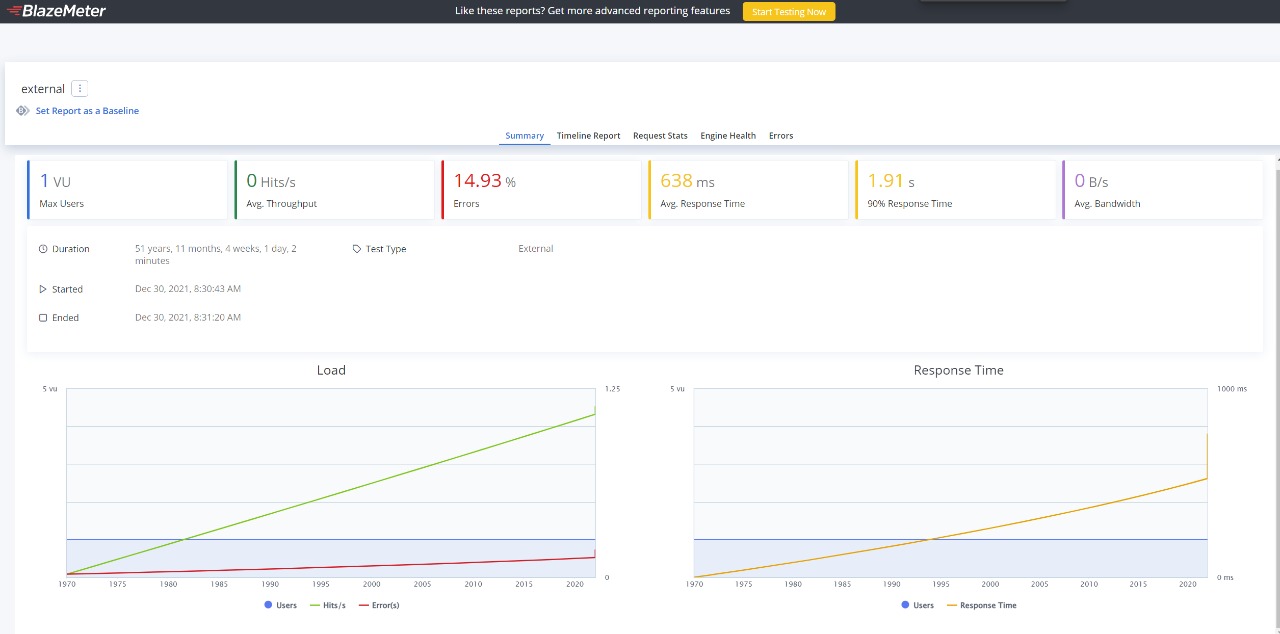 BlazeMeter
Like these reports? Get more advanced reporting features
Start Testing Now
external
Set Report as a Baseline
Summary Timeline Report Request Stats Engine Health Errors
1 VU
Max Users
0 Hits/s
Avg. Throughput
14.93 %
Errors
638 ms
Avg. Response Time
1.91 s
90% Response Time
0 B/s
Avg. Bandwidth
Duration 51 years, 11 months, 4 weeks, 1 day, 2
minutes
Test Type External
Started Dec 30, 2021, 8:30:43 AM
Ended Dec 30, 2021, 8:31:20 AM
Load
5 vu 1.25
0
1970 1975 1980 1985 1990 1995 2000 2005 2010 2015 2020
Users Hits/s Error(s)
Response Time
5 vu 1000 ms
0 ms
1970 1975 1980 1985 1990 1995 2000 2005 2010 2015 2020
Users Response Time